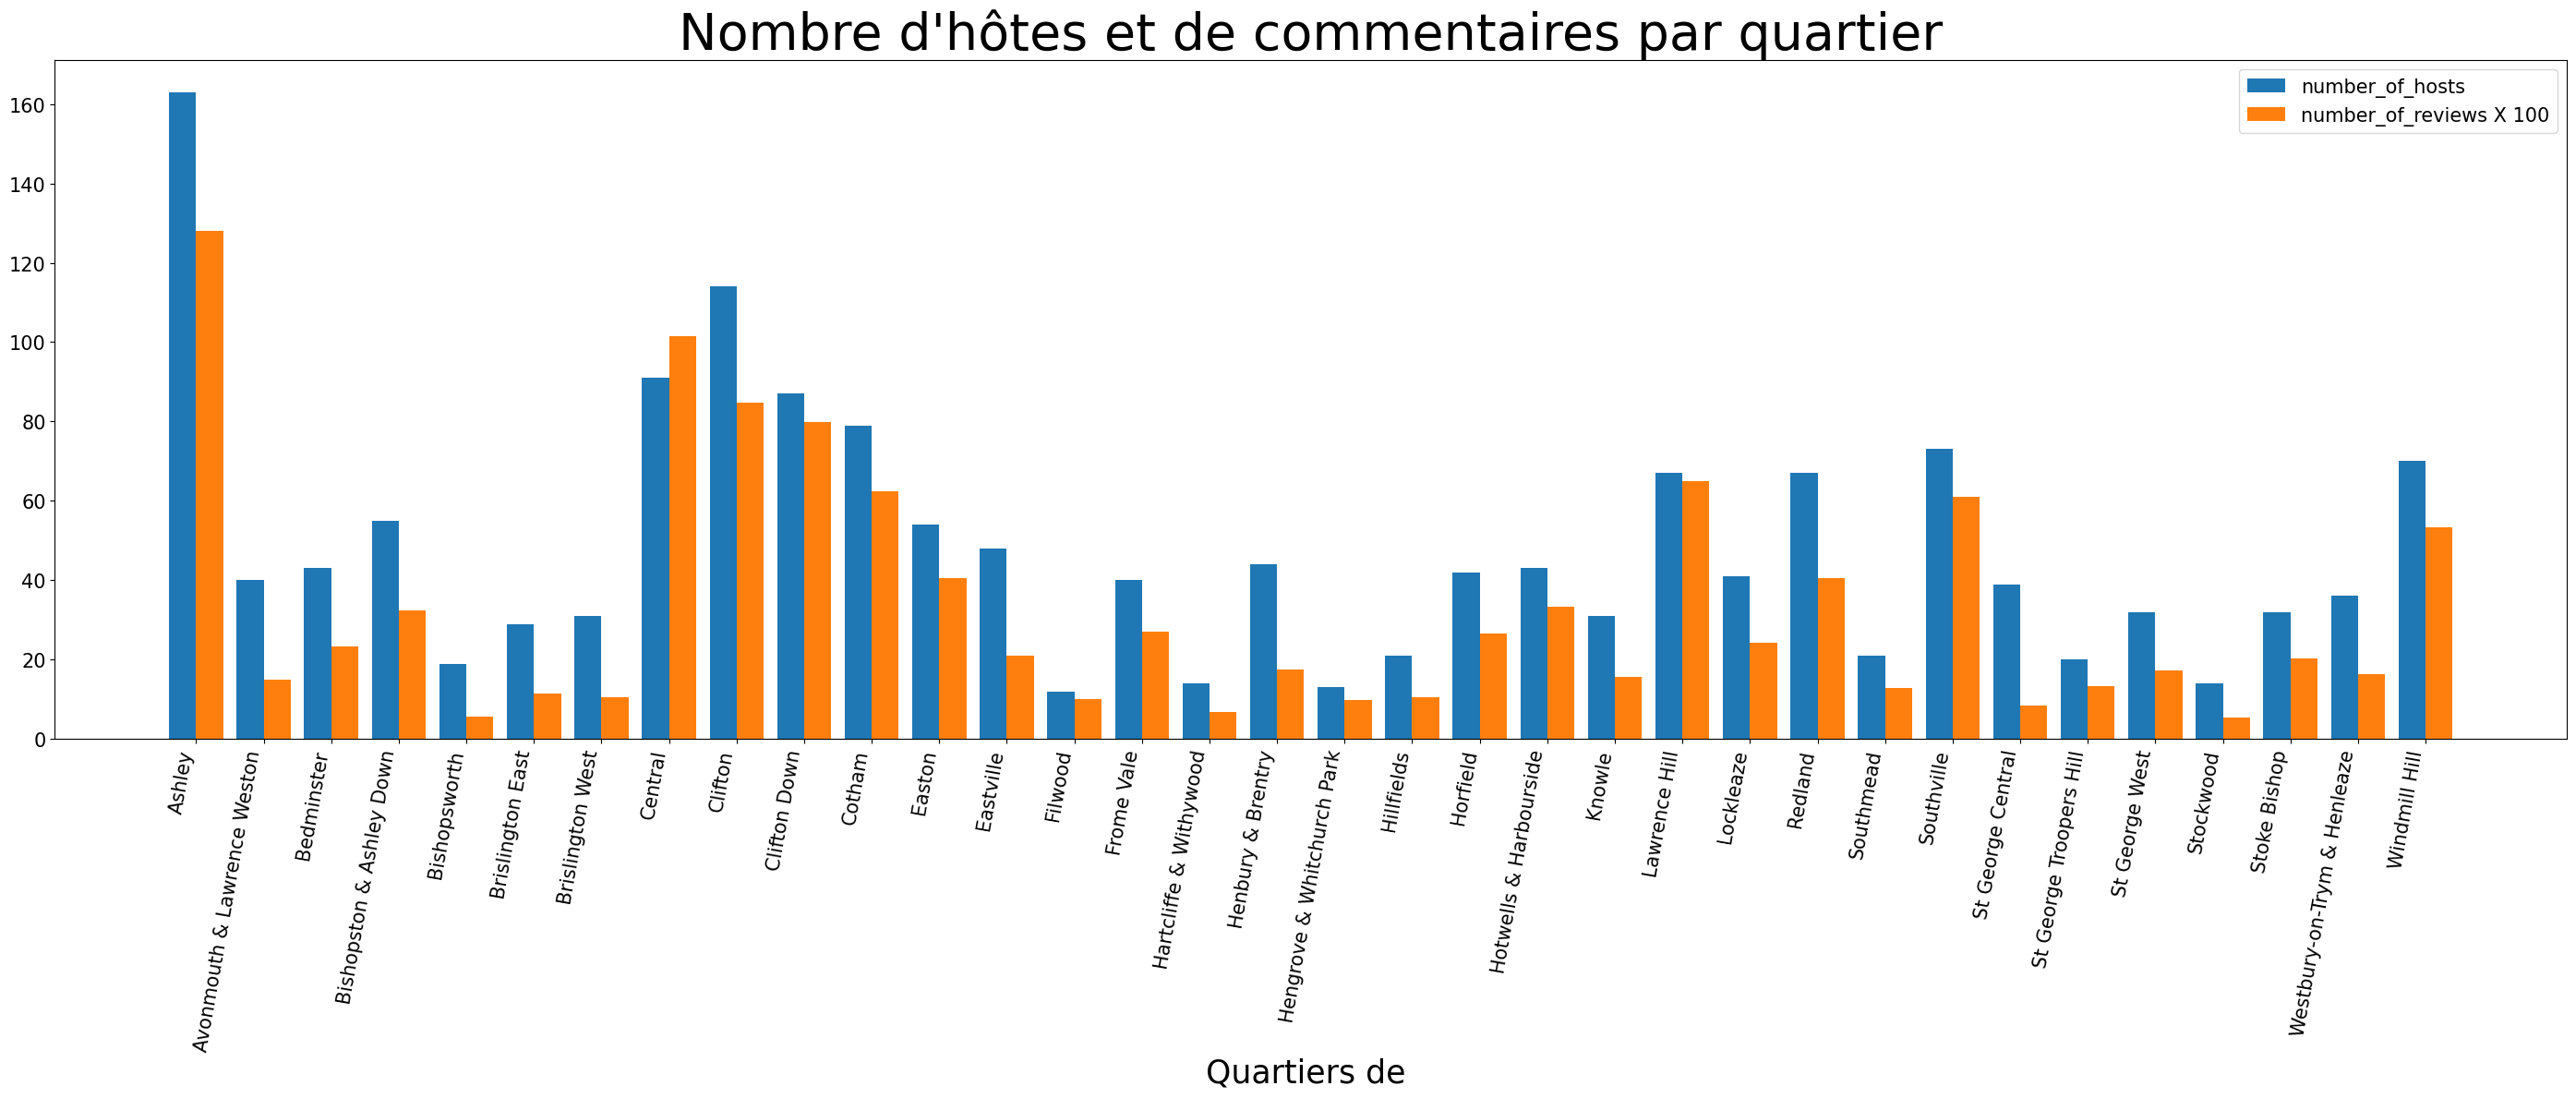 Nombre d'hôtes et de commentaires par quartier
number_of_hosts
number_of_reviews X 100
160
140
120
100
80
60
40
20
0
Ashley
Avonmouth & Lawrence Weston
Bedminster
Bishopston & Ashley Down
Bishopsworth
Brislington East
Brislington West
Central
Clifton
Clifton Down
Cotham
Easton
Eastville
Filwood
Frome Vale
Hartcliffe & Withywood
Henbury & Brentry
Hengrove & Whitchurch Park
Hillfields
Horfield
Hotwells & Harbourside
Knowle
Lawrence Hill
Lockleaze
Redland
Southmead
Southville
St George Central
St George Troopers Hill
St George West
Stockwood
Stoke Bishop
Westbury-on-Trym & Henleaze
Windmill Hill
Quartiers de